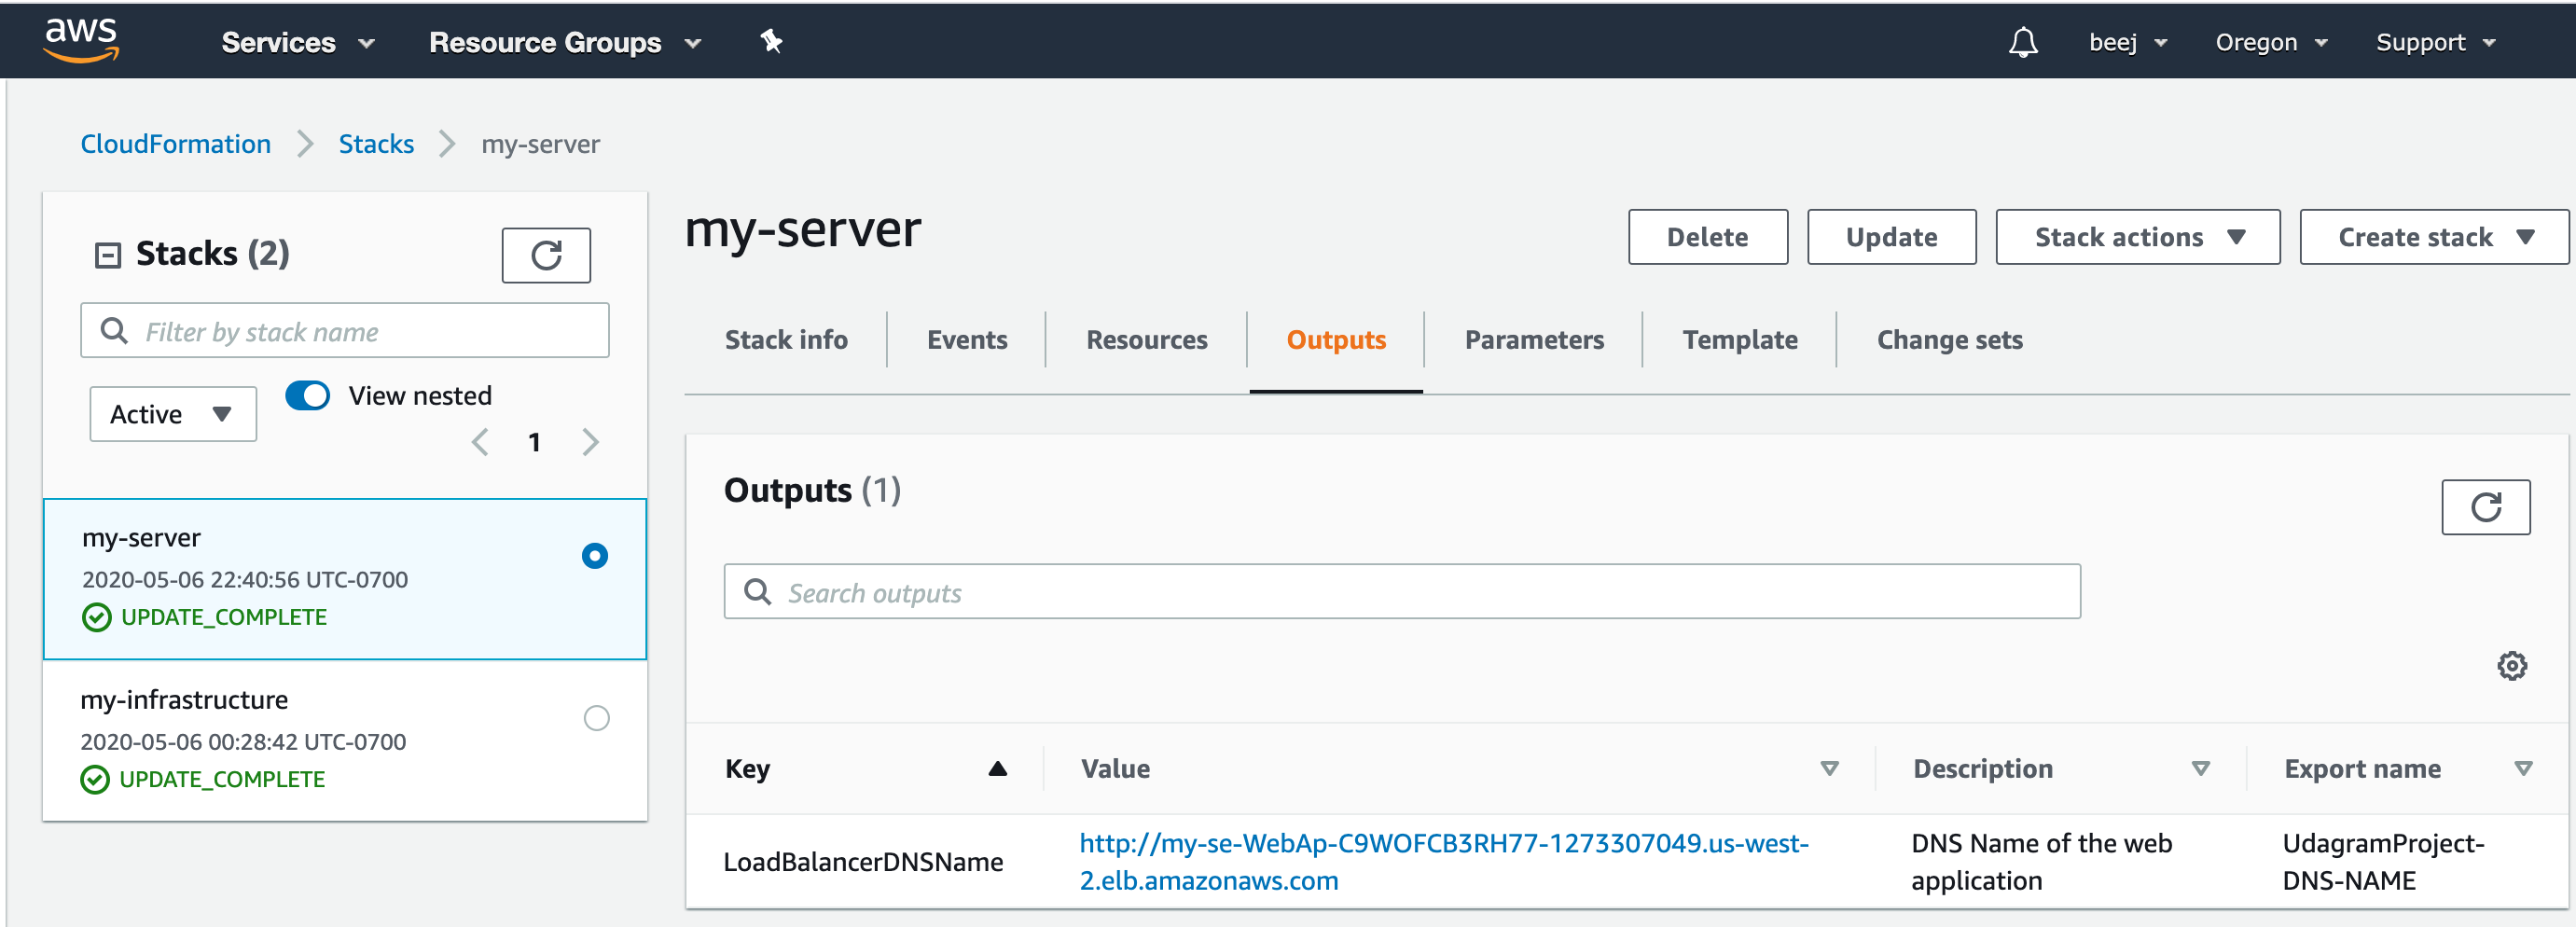 aws Services Resource Groups beej Oregon Support
CloudFormation Stacks my-server
Stacks (2)
Filter by stack name
Active View nested
1
my-server
2020-05-06 22:40:56 UTC-0700
UPDATE_COMPLETE
my-infrastructure
2020-05-06 00:28:42 UTC-0700
UPDATE_COMPLETE
my-server
Delete Update Stack actions Create stack
Stack info Events Resources Outputs Parameters Template Change sets
Outputs (1)
Search outputs
Key Value Description Export name
LoadBalancerDNSName
http://my-se-WebAp-C9WOFCB3RH77-1273307049.us-west-
2.elb.amazonaws.com
DNS Name of the web
application
UdagramProject-
DNS-NAME